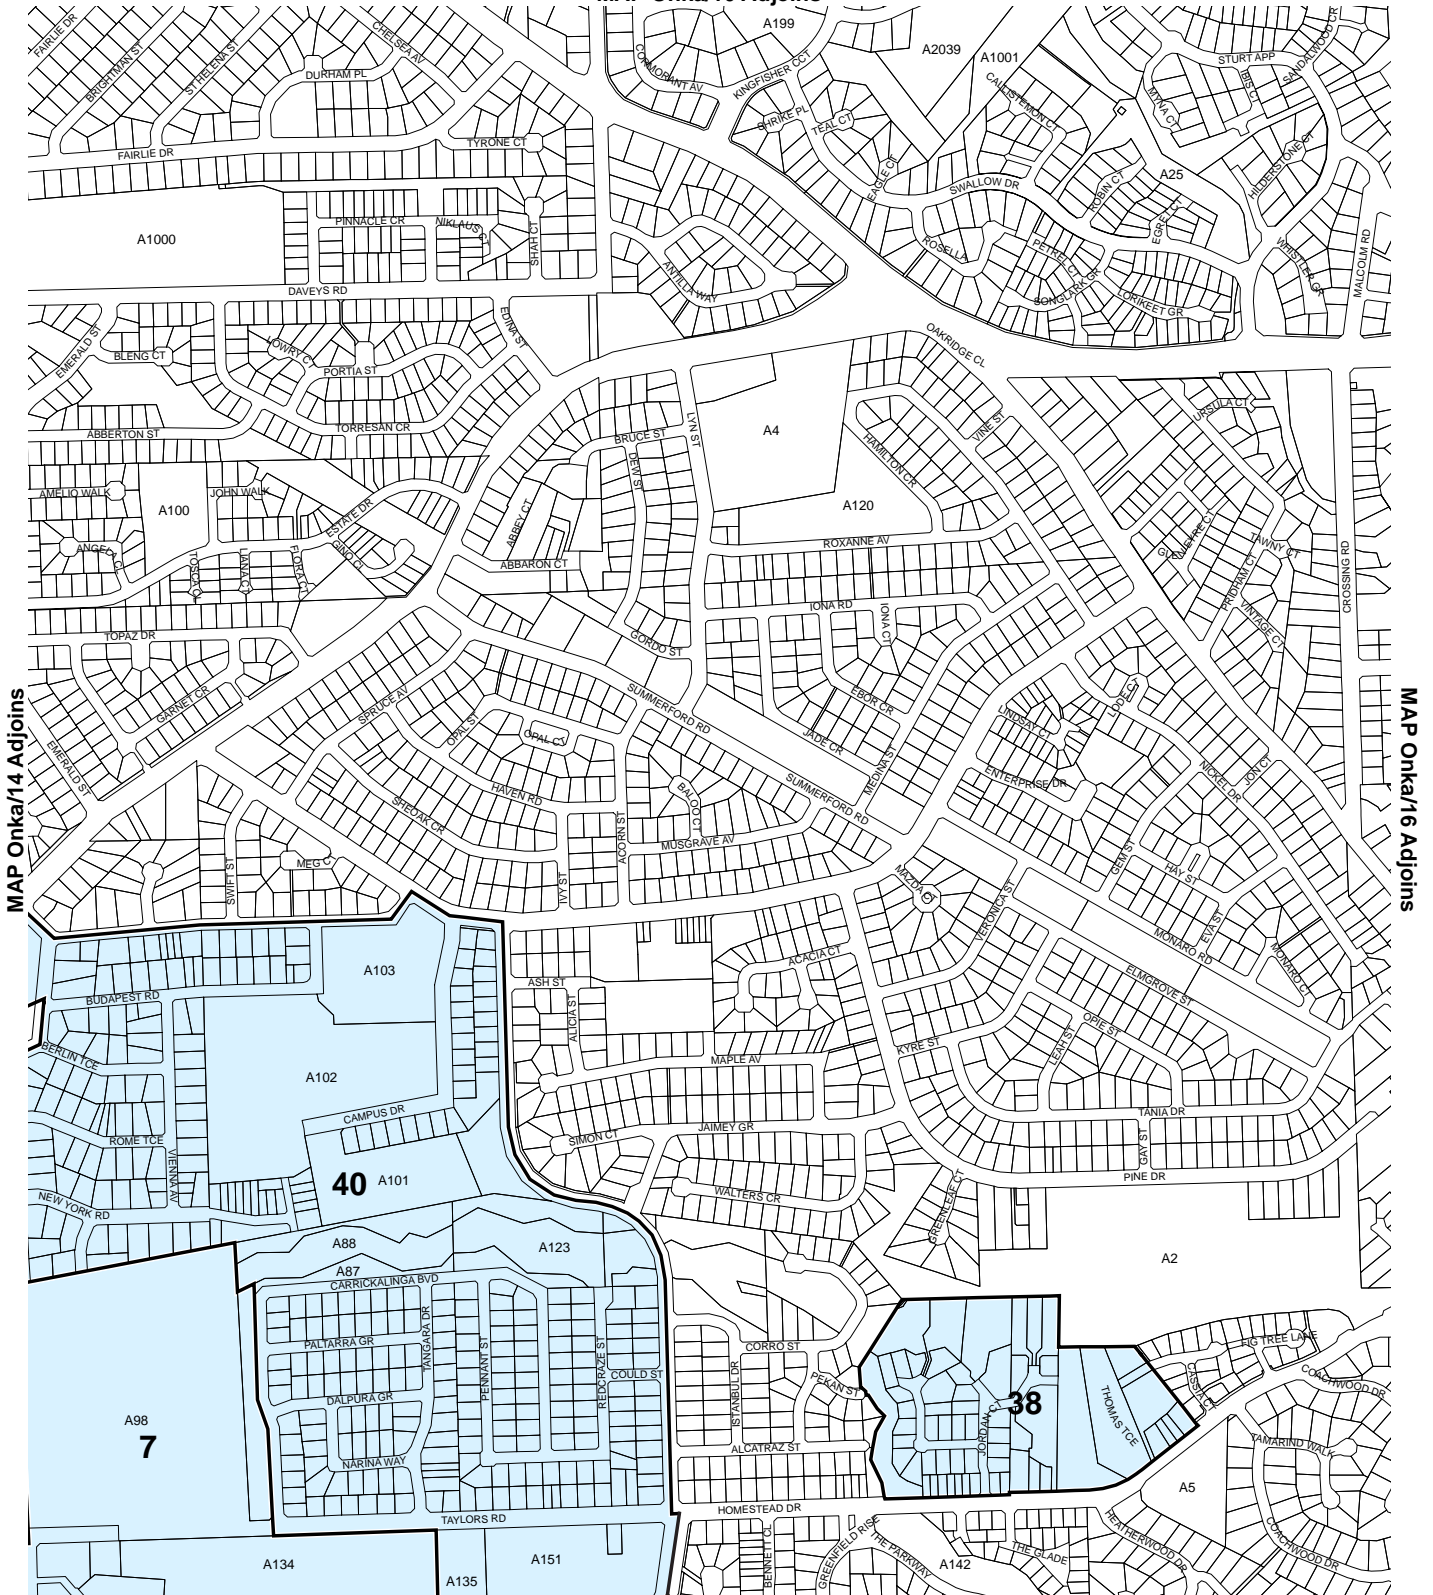 A199
A2039
A1001
FAIRLIE DR
BRIGHTMAN ST
ST HELENA ST
CHELSEA AV
DURHAM PL
CORMORANT AV
KINGFISHER CCT
CALLISTEMON CT
STURT APP
IBIS CT
SANDALWOOD CR
MYNA CT
SHRIKE PL
TEAL CT
TYRONE CT
FAIRLIE DR
HILDERSTONE CT
EAGLE CT
SWALLOW DR
ROBIN CT
A25
EGRET CT
PINNACLE CR
NIKLAUS CT
SHAH CT
A1000
ROSELLA
PETREL CT
WHISTLER GR
MALCOLM RD
ANTILLA WAY
SONGLARK GR
LORIKEET GR
DAVEYS RD
EDINA ST
EMERALD ST
BLENG CT
LOWRY C
PORTIA ST
OAKRIDGE CL
URSULA CT
ABBERTON ST
TORRESAN CR
BRUCE ST
LYN ST
A4
VINE ST
HAMILTON CR
DEW ST
AMELIO WALK
JOHN WALK
A100
ESTATE DR
ABBEY CT
A120
GINO CL
ANGELA CL
TOSCA CL
LANA CT
FLORA CT
ABBARON CT
ROXANNE AV
TAWNY CT
PRIDHAM CT
CROSSING RD
IONA RD
IONA CT
VINTAGE CT
TOPAZ DR
GORDO ST
GARNET CR
SPRUCE AV
SUMMERFORD RD
EBOR CR
OPAL ST
OPAL CT
JADE CR
LINDSAY CT
LODE CT
MAP Onka/14 Adjoins
MAP Onka/16 Adjoins
EMERALD ST
MEDINA ST
SUMMERFORD RD
ENTERPRISE DR
NICKEL DR
ION CT
HAVEN RD
SHEOAK CR
BALOO CT
ACORN ST
MUSGRAVE AV
SWIFT ST
MEG C
IVY ST
MAZDA CT
GEM ST
HAY ST
VERONICA ST
EVA ST
MONARO RD
MONARO CT
A103
ACACIA CT
ELMGROVE ST
BUDAPEST RD
ASH ST
ALICIA ST
OPIE ST
LEAH ST
KYRE ST
BERLIN TCE
MAPLE AV
A102
CAMPUS DR
TANIA DR
ROME TCE
SIMON CT
JAIMEY GR
VIENNA AV
GAY ST
40
A101
WALTERS CR
PINE DR
NEW YORK RD
GREENLEAF CT
A88
A123
A2
A87
CARRICKALINGA BVD
PALTARRA GR
TANGARA DR
PENNANT ST
REDCRAZE ST
COULD ST
CORRO ST
FIG TREE LANE
ISTANBUL DR
PEKAN ST
CASSIA CT
COACHWOOD DR
DALPURA GR
38
THOMAS TCE
JORDAN CT
A98
7
ALCATRAZ ST
TAMARIND WALK
NARINA WAY
A5
HOMESTEAD DR
TAYLORS RD
HEATHERWOOD DR
COACHWOOD DR
BENNETT CL
GREENFIELD RISE
THE PARKWAY
THE GLADE
A142
A134
A151
A135